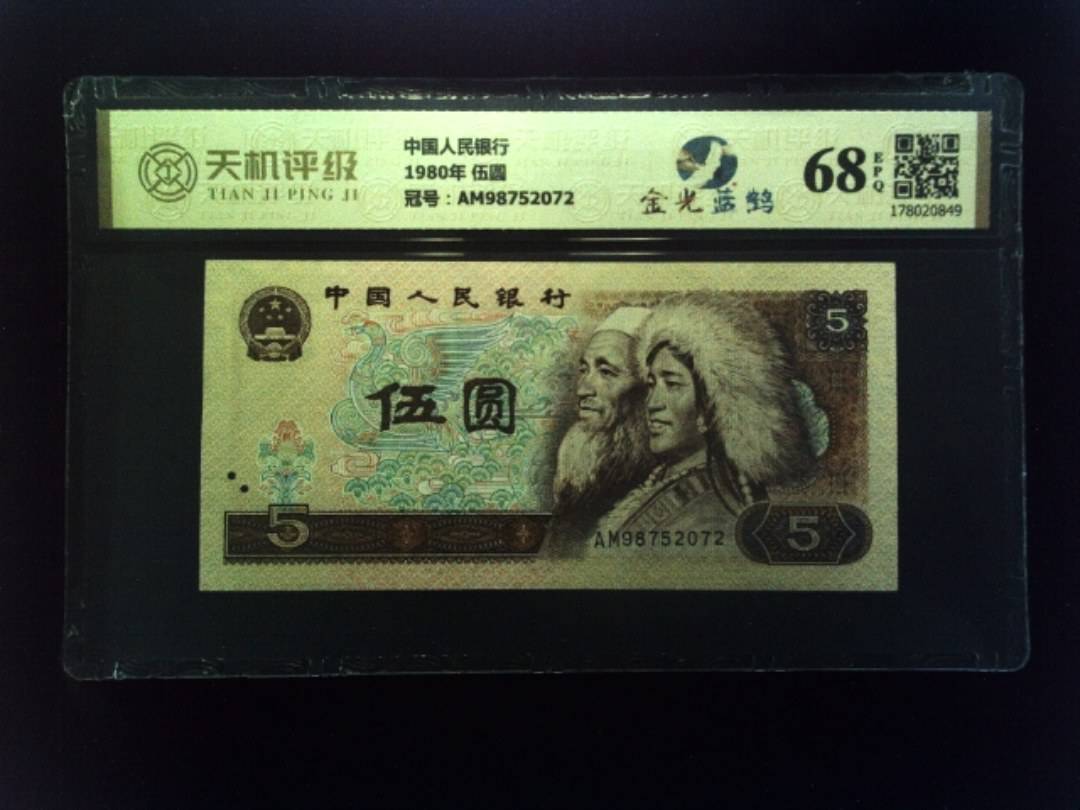 天机评级
TIAN JI PING JI
中国人民银行
1980年 伍圆
冠号：AM98752072
金光蓝鹤
68
EPQ
178020849
中国人民银行
5
伍圆
5
AM98752072
5